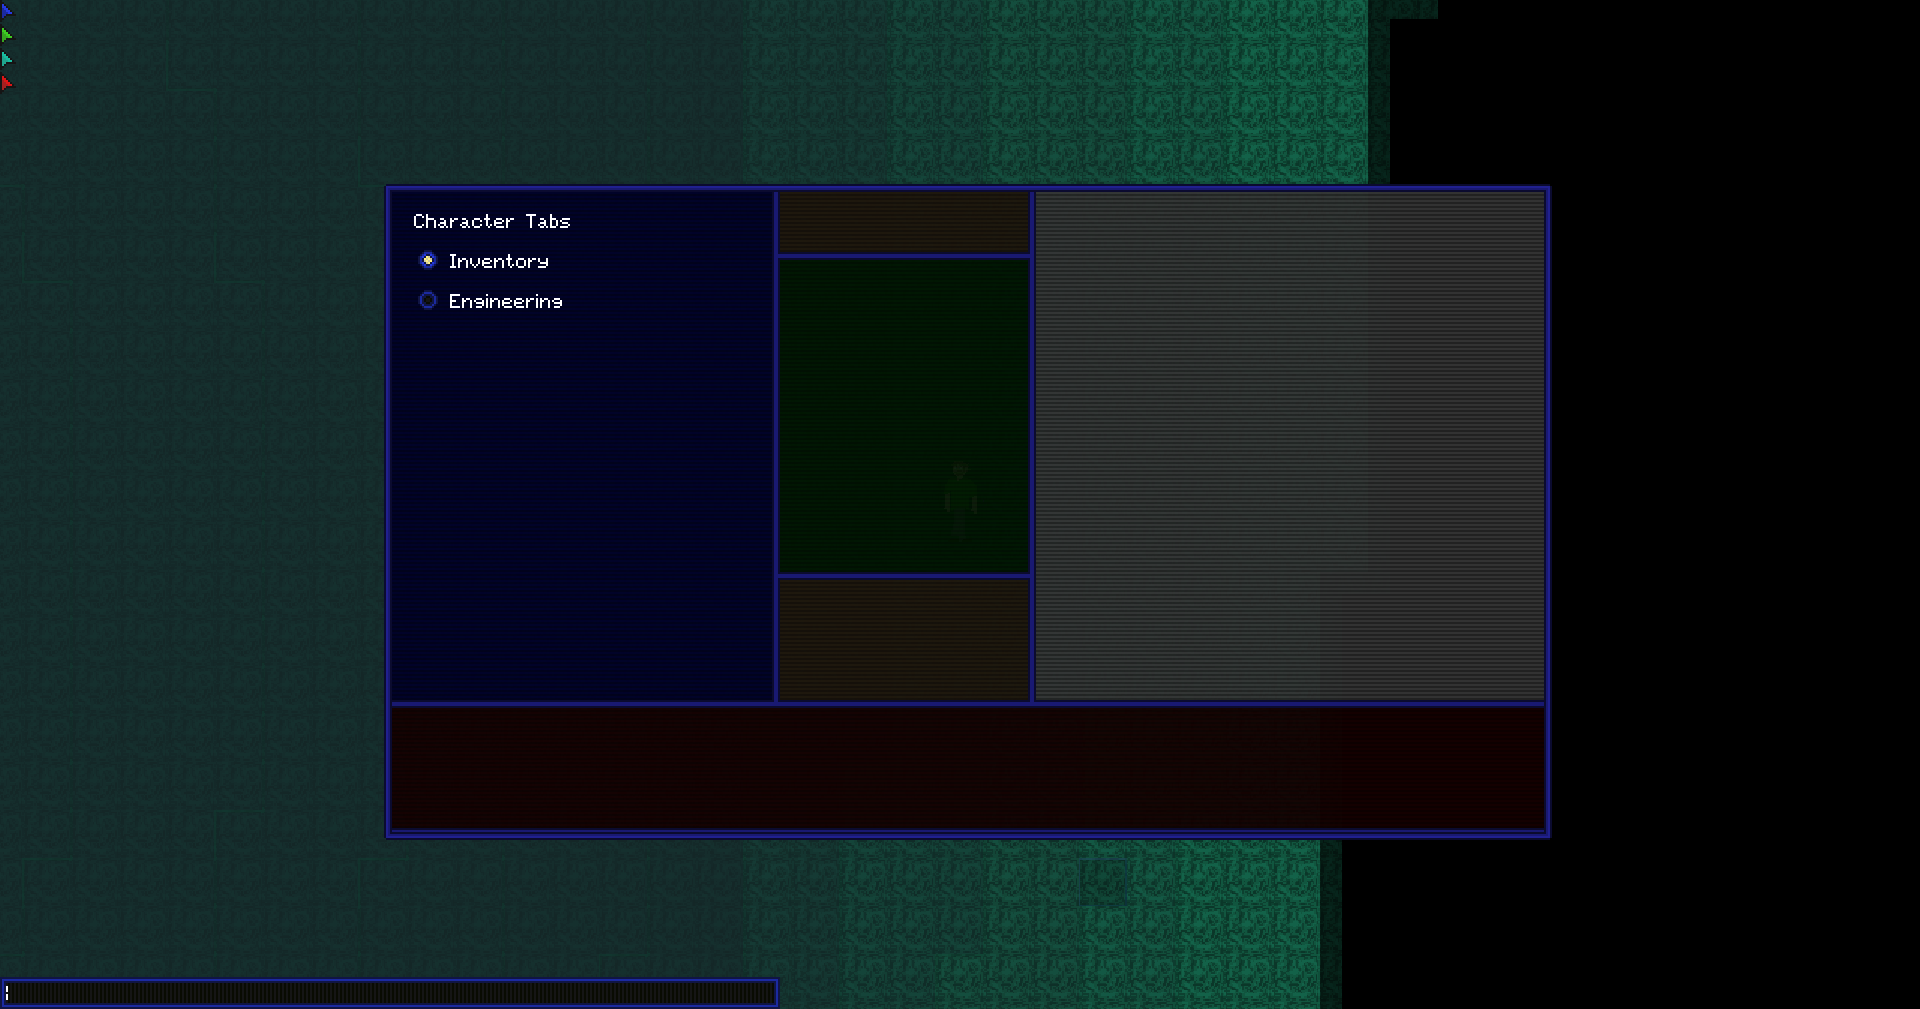 Character Tabs
Inventory
Engineering